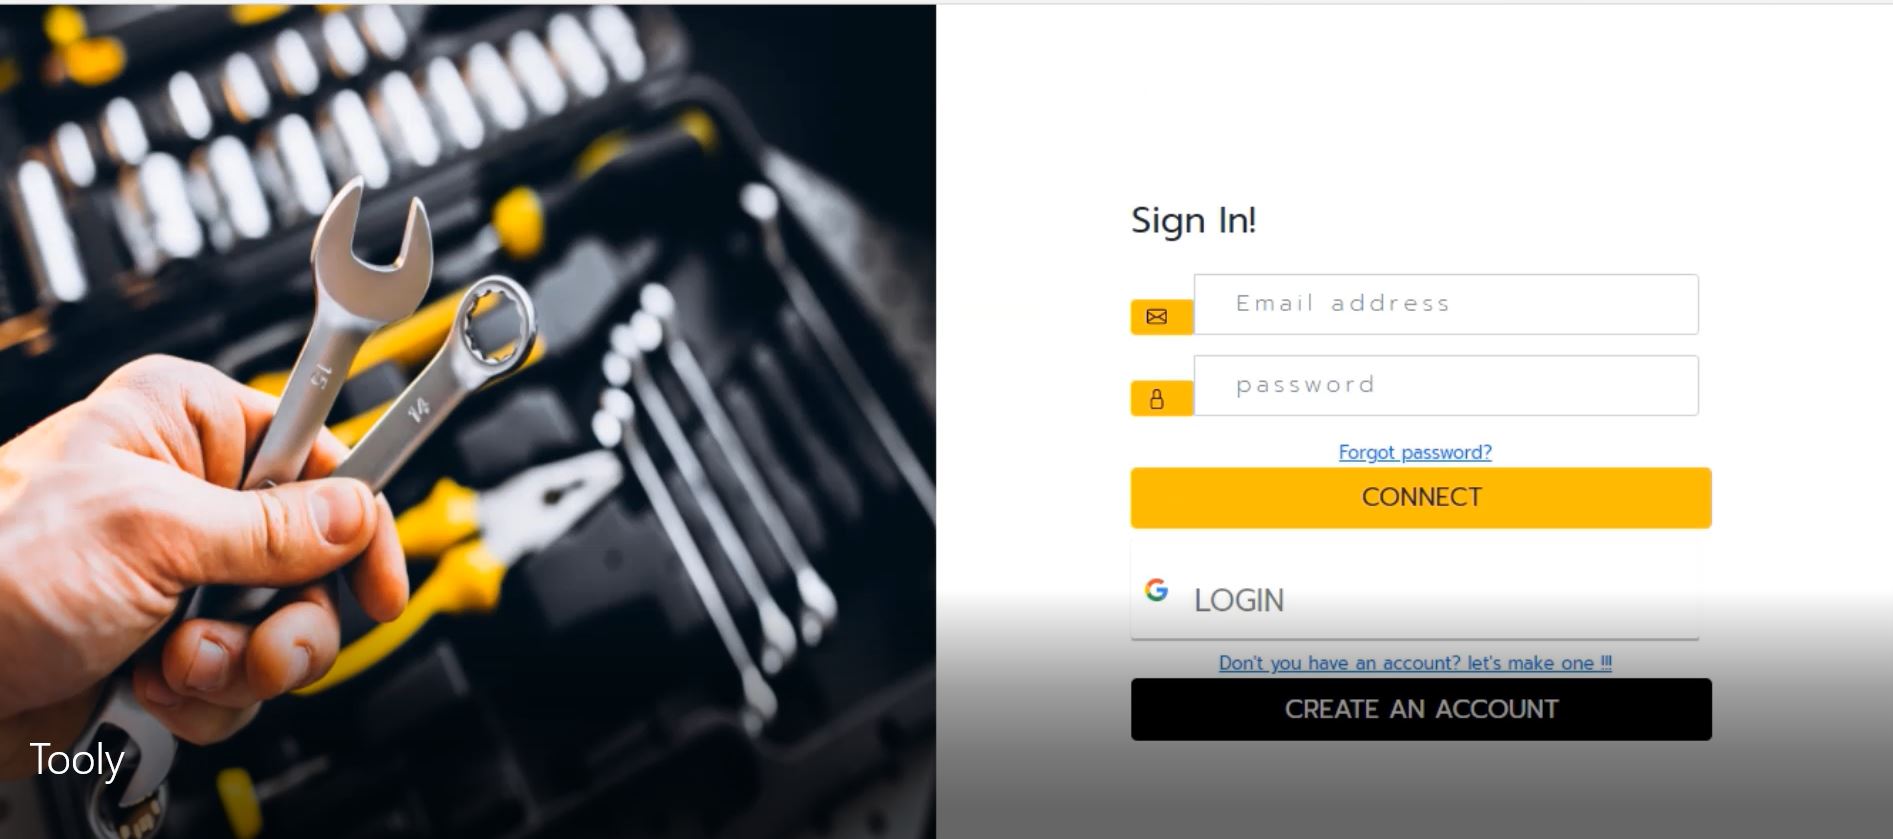 15
14
Tooly
Sign In!
Email address
password
Forgot password?
CONNECT
G LOGIN
Don't you have an account? let's make one !!!
CREATE AN ACCOUNT